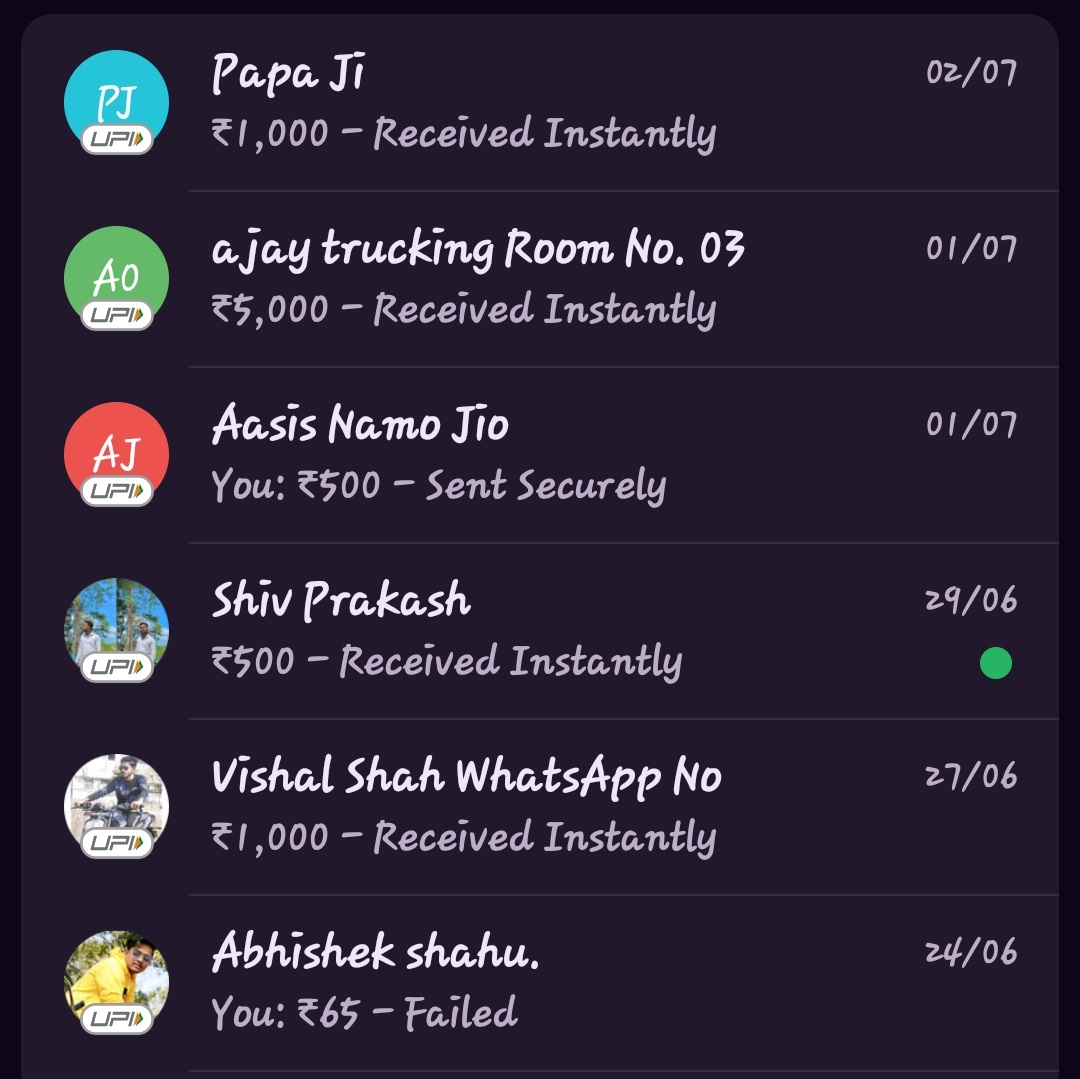 PJ
UPI
Papa Ji
02/07
₹1,000 – Received Instantly
A0
UPI
ajay trucking Room No. 03
01/07
₹5,000 – Received Instantly
AJ
UPI
Aasis Namo Jio
01/07
You: ₹500 – Sent Securely
UPI
Shiv Prakash
29/06
₹500 – Received Instantly
UPI
Vishal Shah WhatsApp No
27/06
₹1,000 – Received Instantly
UPI
Abhishek shahu.
24/06
You: ₹65 – Failed